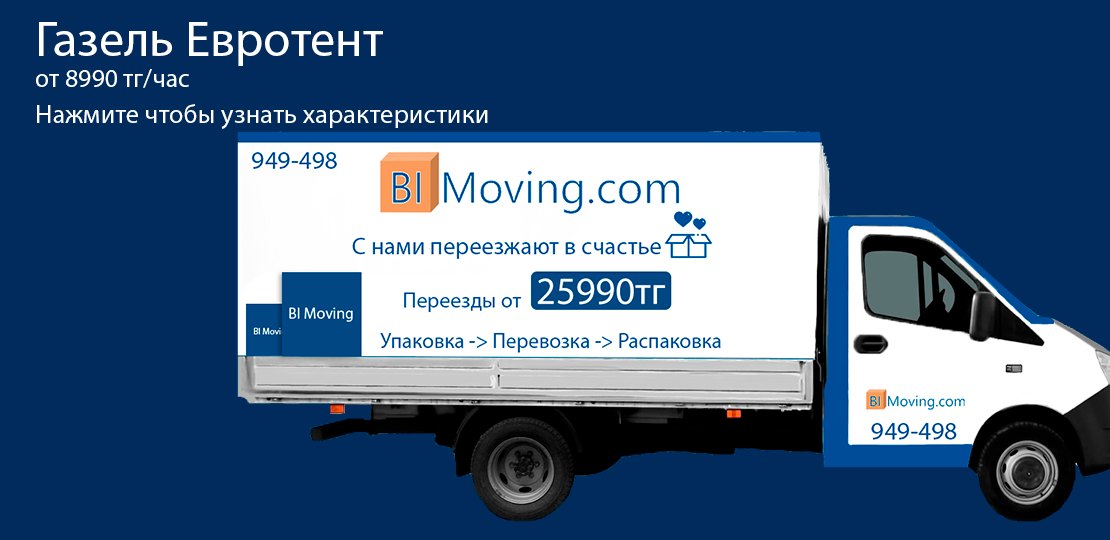 Газель Евротент
от 8990 тг/час
Нажмите чтобы узнать характеристики
949-498
BI Moving.com
С нами переезжают в счастье
Переезды от 25990тг
BI Movi
BI Moving
Упаковка -> Перевозка -> Распаковка
BI Moving.com
949-498